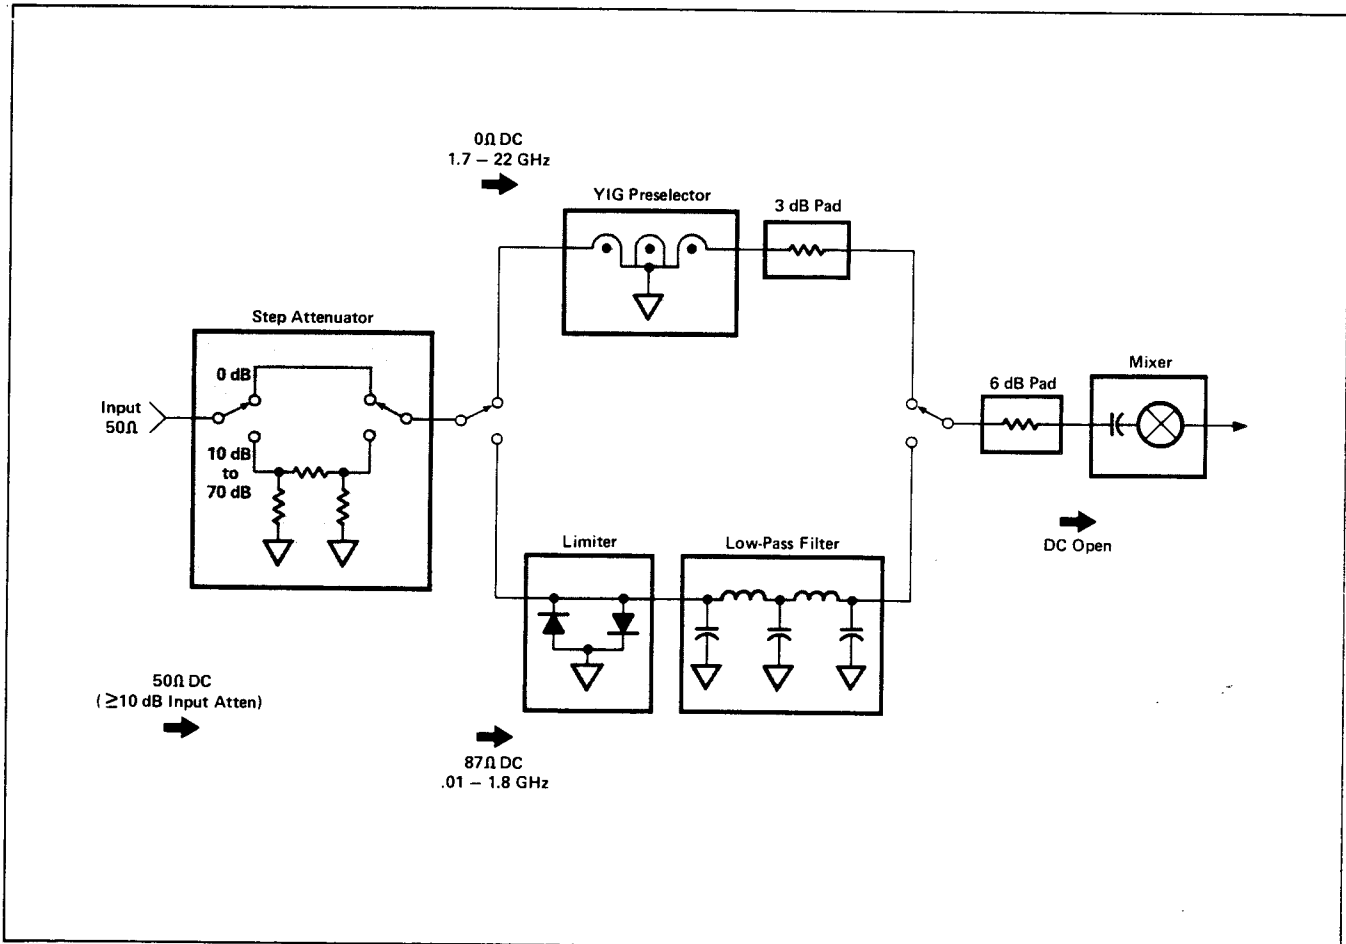 0Ω DC
1.7 – 22 GHz
YIG Preselector
3 dB Pad
Step Attenuator
0 dB
Input
50Ω
10 dB
to
70 dB
6 dB Pad
Mixer
DC Open
Limiter
Low-Pass Filter
50Ω DC
( ≥10 dB Input Atten)
87Ω DC
.01 – 1.8 GHz